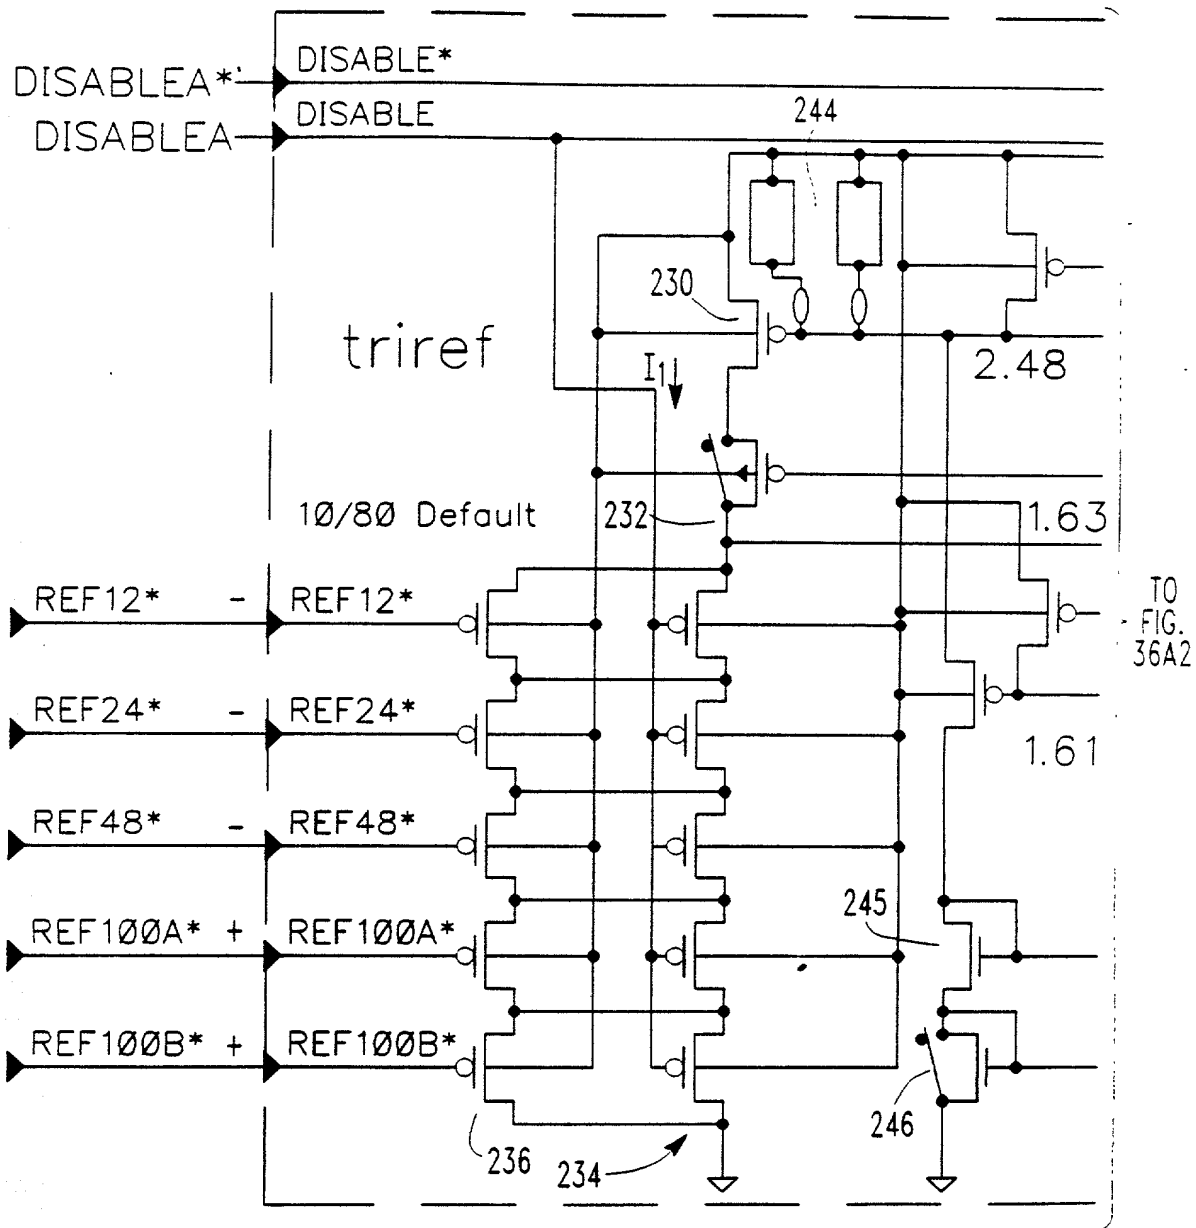 DISABLEA*
DISABLE*
DISABLEA
DISABLE
244
230
triref
I1
2.48
10/80 Default
232
1.63
REF12* - REF12*
TO
FIG.
36A2
REF24* - REF24*
1.61
REF48* - REF48*
245
REF100A* + REF100A*
REF100B* + REF100B*
246
236
234